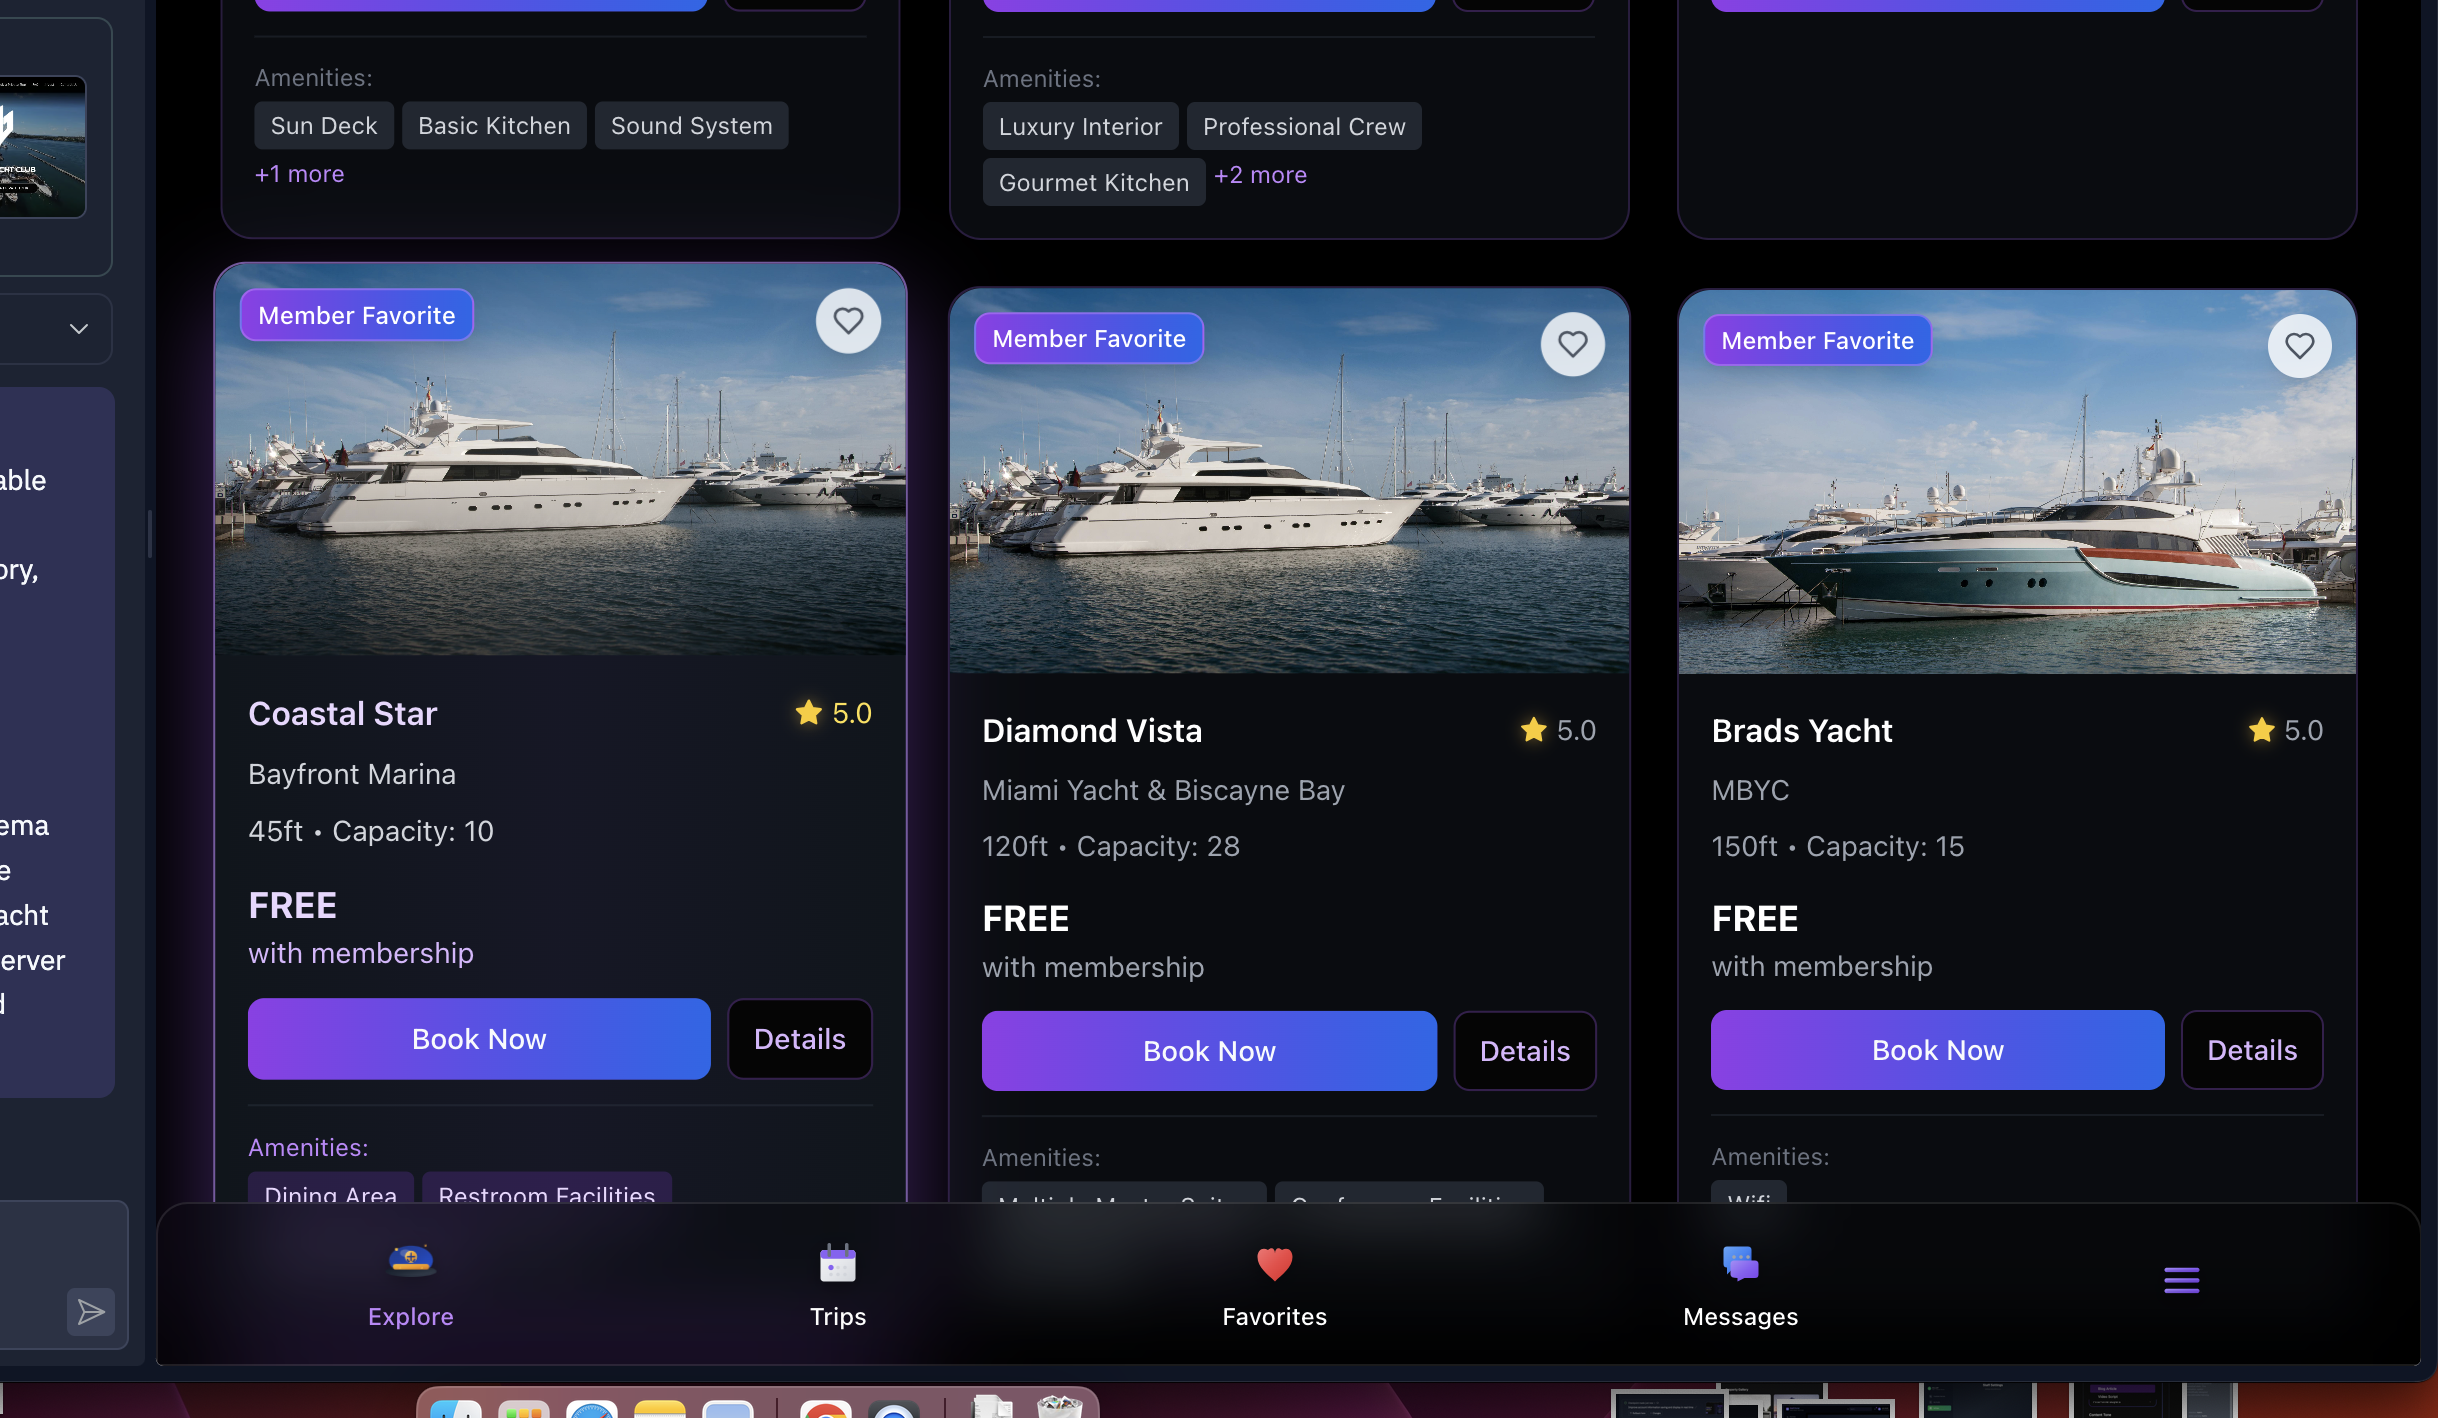 Amenities:
Sun Deck
Basic Kitchen
Sound System
+1 more
Amenities:
Luxury Interior
Professional Crew
Gourmet Kitchen
+2 more
YACHT CLUB
able
ory,
ema
e
acht
erver
d
Member Favorite
Coastal Star
5.0
Bayfront Marina
45ft • Capacity: 10
FREE
with membership
Book Now
Details
Amenities:
Dining Area
Restroom Facilities
Member Favorite
Diamond Vista
5.0
Miami Yacht & Biscayne Bay
120ft • Capacity: 28
FREE
with membership
Book Now
Details
Amenities:
Member Favorite
Brads Yacht
5.0
MBYC
150ft • Capacity: 15
FREE
with membership
Book Now
Details
Amenities:
Wifi
Explore
Trips
Favorites
Messages